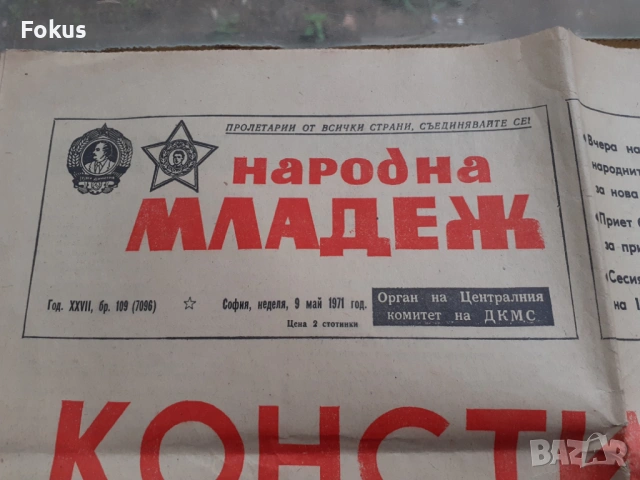 Fokus
ПРОЛЕТАРИИ ОТ ВСИЧКИ СТРАНИ, СЪЕДИНЯВАЙТЕ СЕ!
народна
МЛАДЕЖ
Год. XXVII, бр. 109 (7096) ☆ София, неделя, 9 май 1971 год.
Цена 2 стотинки
Орган на Централния
комитет на ДКМС
Вчера на
народнит
за нова
Приет
за при
Сесия
на
КОНСТ
BAZAR